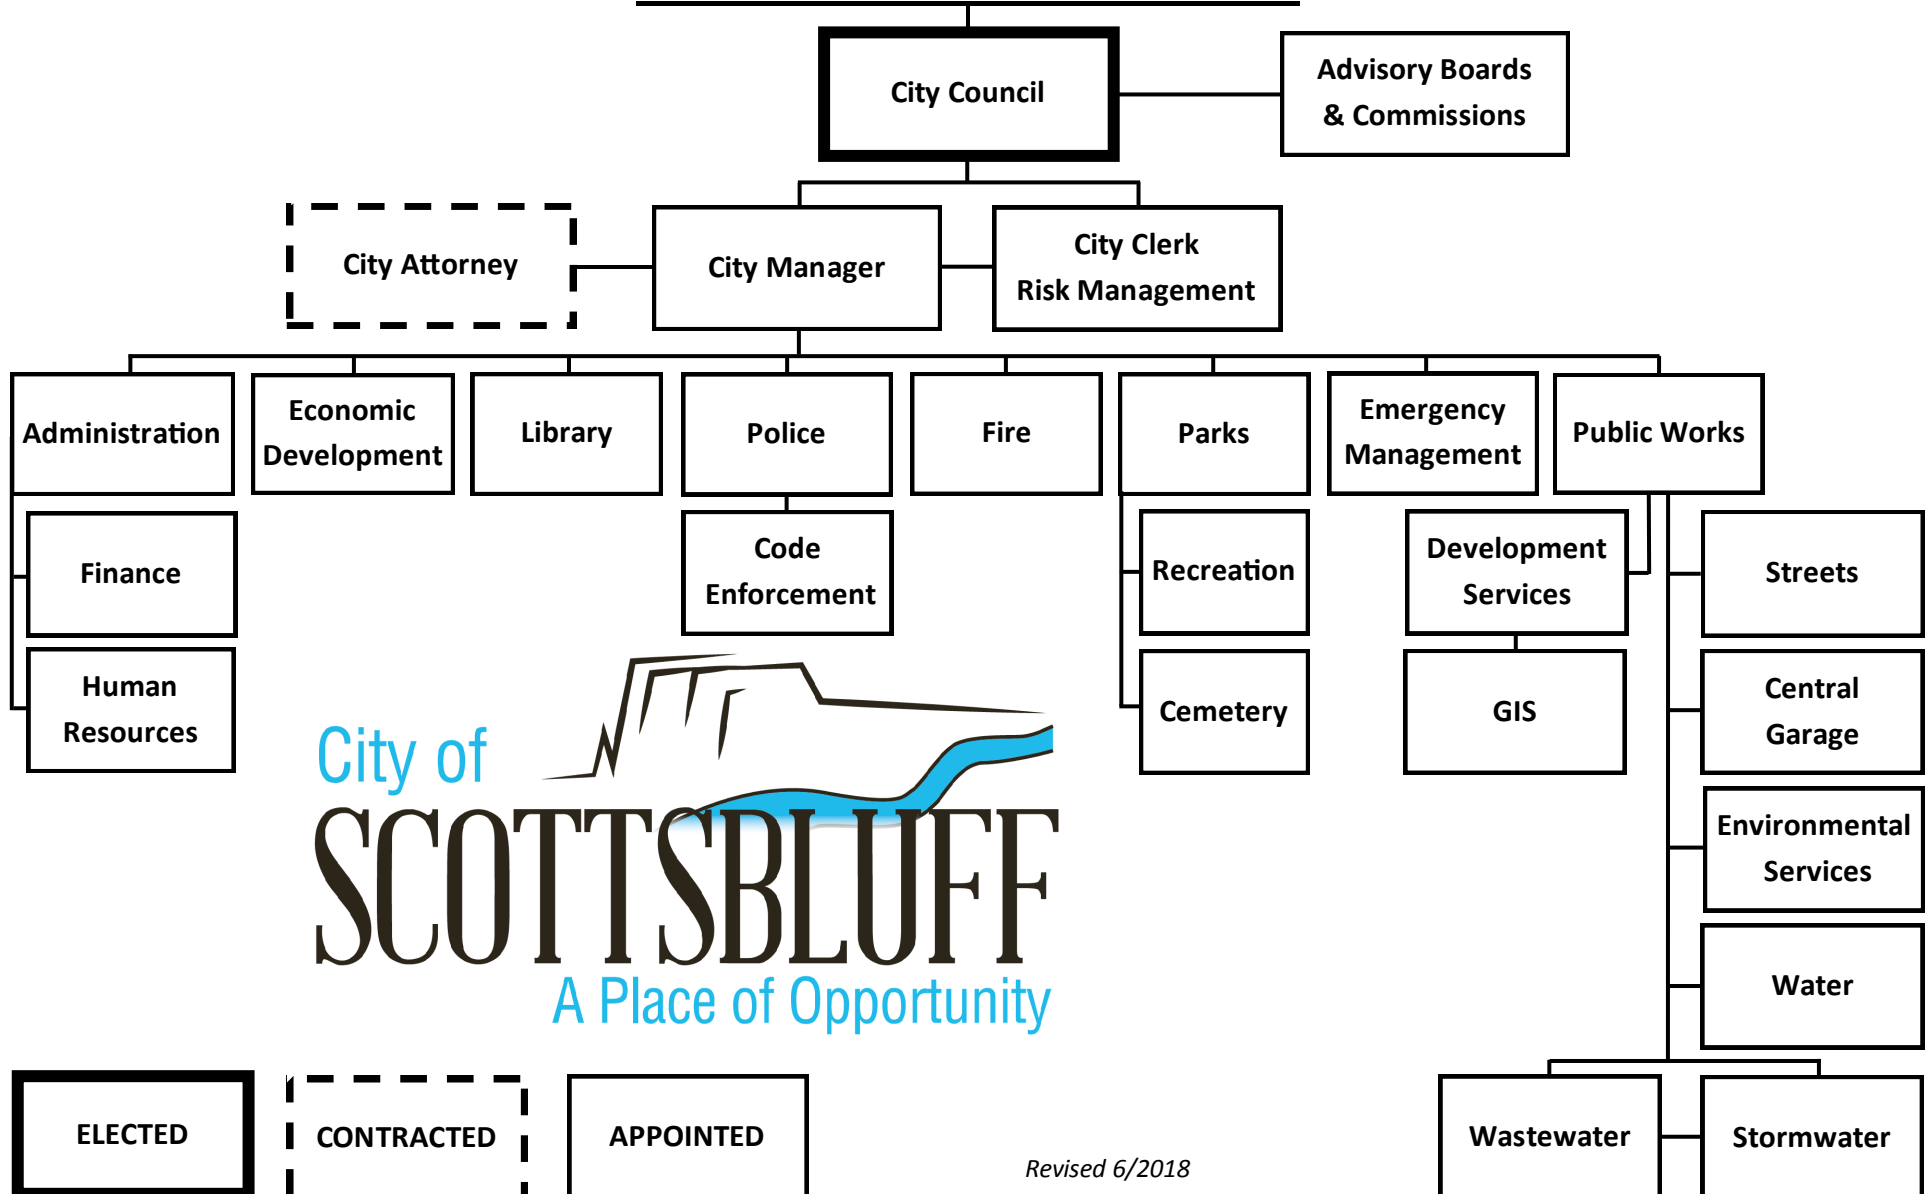 City Council
Advisory Boards
& Commissions
City Attorney
City Manager
City Clerk
Risk Management
Administration
Economic
Development
Library
Police
Fire
Parks
Emergency
Management
Public Works
Finance
Human
Resources
Code
Enforcement
Recreation
Cemetery
Development
Services
GIS
Streets
Central
Garage
Environmental
Services
Water
Wastewater
Stormwater
City of
SCOTTSBLUFF
A Place of Opportunity
ELECTED
CONTRACTED
APPOINTED
Revised 6/2018